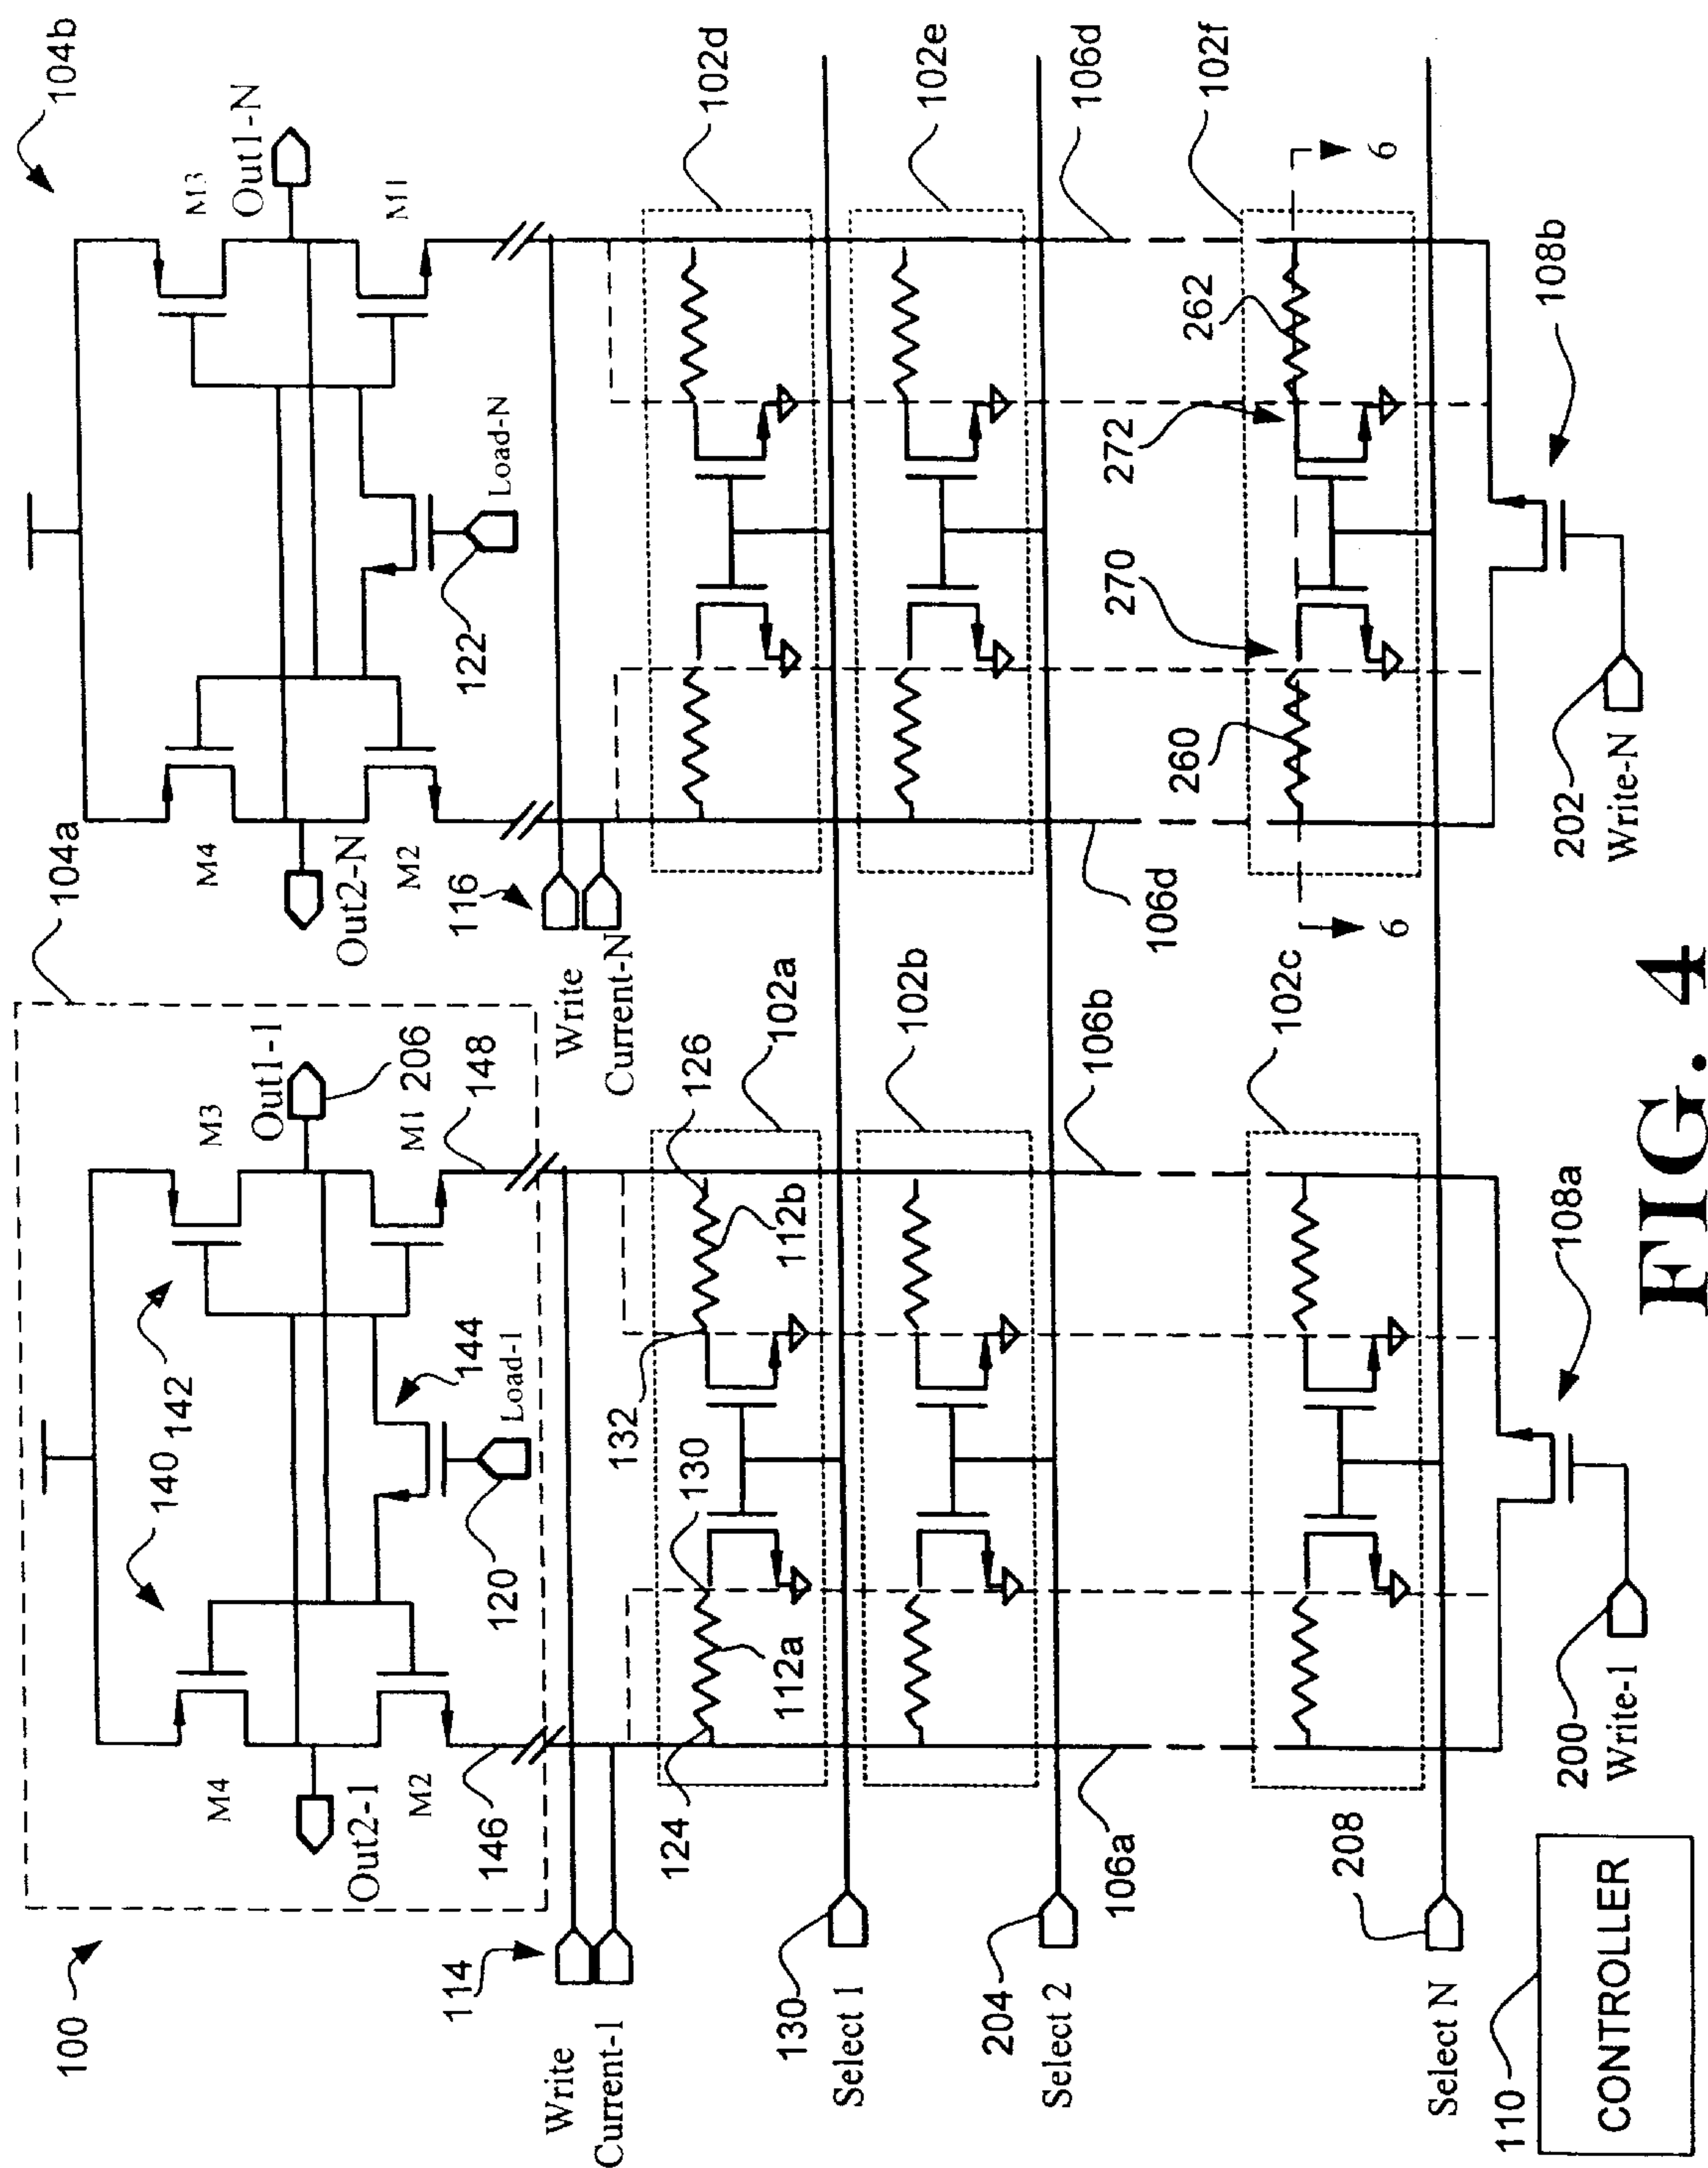 100
104a
104b
140
142
M3
M3
Out1-1
206
Out1-N
M4
M4
144
M1
M1
Out2-1
Out2-N
M2
M2
146
148
120
Load-1
122
Load-N
114
116
Write
Current-1
Write
Current-N
124
130
132
126
102a
102d
112a
112b
130
Select 1
102b
102e
204
Select 2
106a
106b
106d
106d
102c
102f
260
270
272
262
6
6
208
Select N
200
Write-1
108a
202
Write-N
108b
110
CONTROLLER
FIG. 4